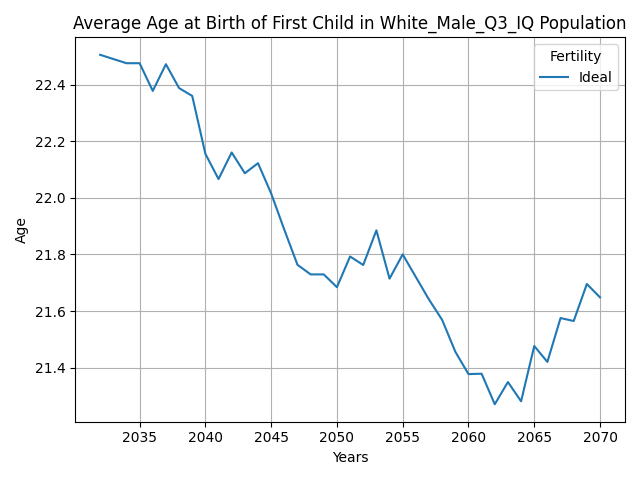 Average Age at Birth of First Child in White_Male_Q3_IQ Population
Fertility
Ideal
Age
22.4
22.2
22.0
21.8
21.6
21.4
2035 2040 2045 2050 2055 2060 2065 2070
Years